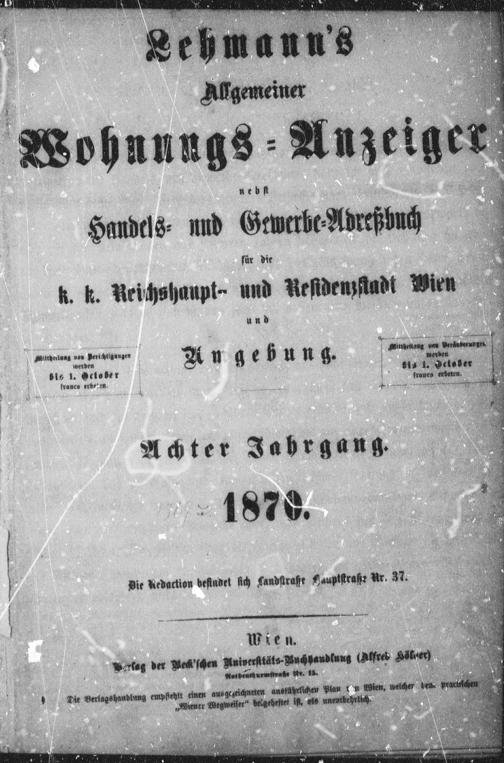 Lehmann's
Allgemeiner
Wohnungs-Anzeiger
nebst
Handels- und Gewerbe-Adreßbuch
für die
k. k. Reichshaupt- und Residenzstadt Wien
und
Umgebung.
Mittheilung von Berichtigungen
werden
bis 1. October
franco erbeten.
Mittheilung von Veränderungen
werden
bis 1. October
franco erbeten.
Achter Jahrgang.
1870.
Die Redaction befindet sich Landstraße Hauptstraße Nr. 37.
Wien.
Verlag der Beck'schen Universitäts-Buchhandlung (Alfred Hölder)
Rothenthurmstraße Nr. 15.
Die Verlagshandlung empfiehlt einen ausgezeichneten ausführlichen Plan von Wien, welcher dem practischen
„Wiener Wegweiser" beigeheftet ist, als unentbehrlich.